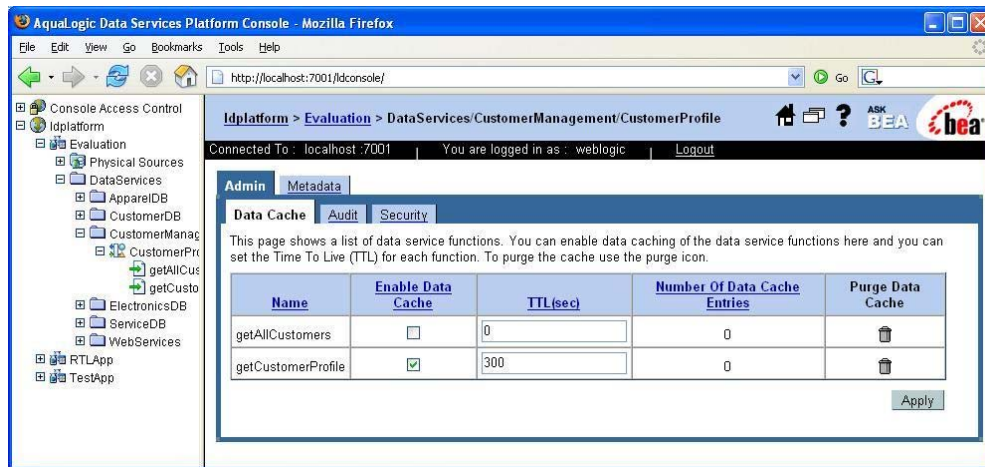 AquaLogic Data Services Platform Console - Mozilla Firefox
File Edit View Go Bookmarks Tools Help
http://localhost:7001/ldconsole/ Go G
Console Access Control
ldplatform
Evaluation
Physical Sources
DataServices
ApparelDB
CustomerDB
CustomerManag
CustomerPro
getAllCus
getCusto
ElectronicsDB
ServiceDB
WebServices
RTLApp
TestApp
ldplatform > Evaluation > DataServices/CustomerManagement/CustomerProfile
? ASK BEA bea
Connected To : localhost :7001 You are logged in as : weblogic Logout
Admin Metadata
Data Cache Audit Security
This page shows a list of data service functions. You can enable data caching of the data service functions here and you can
set the Time To Live (TTL) for each function. To purge the cache use the purge icon.
Name Enable Data Cache TTL(sec) Number Of Data Cache Entries Purge Data Cache
getAllCustomers 0 0
getCustomerProfile 300 0
Apply